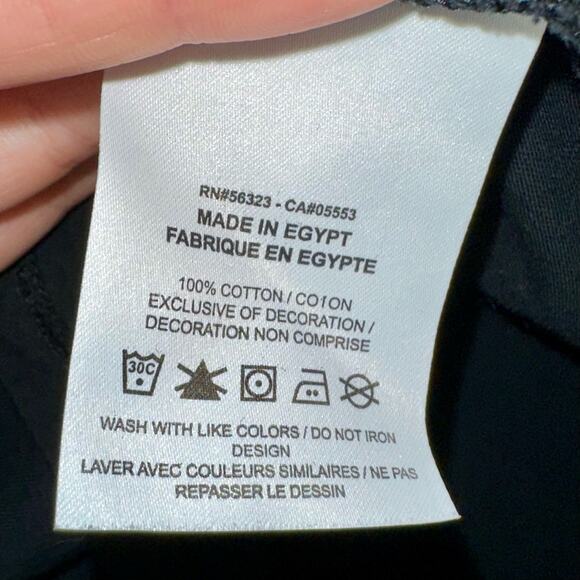 RN#56323 - CA#05553
MADE IN EGYPT
FABRIQUE EN EGYPTE
100% COTTON / CO1ON
EXCLUSIVE OF DECORATION /
DECORATION NON COMPRISE
30C
WASH WITH LIKE COLORS / DO NOT IRON
DESIGN
LAVER AVEC COULEURS SIMILAIRES / NE PAS
REPASSER LE DESSIN